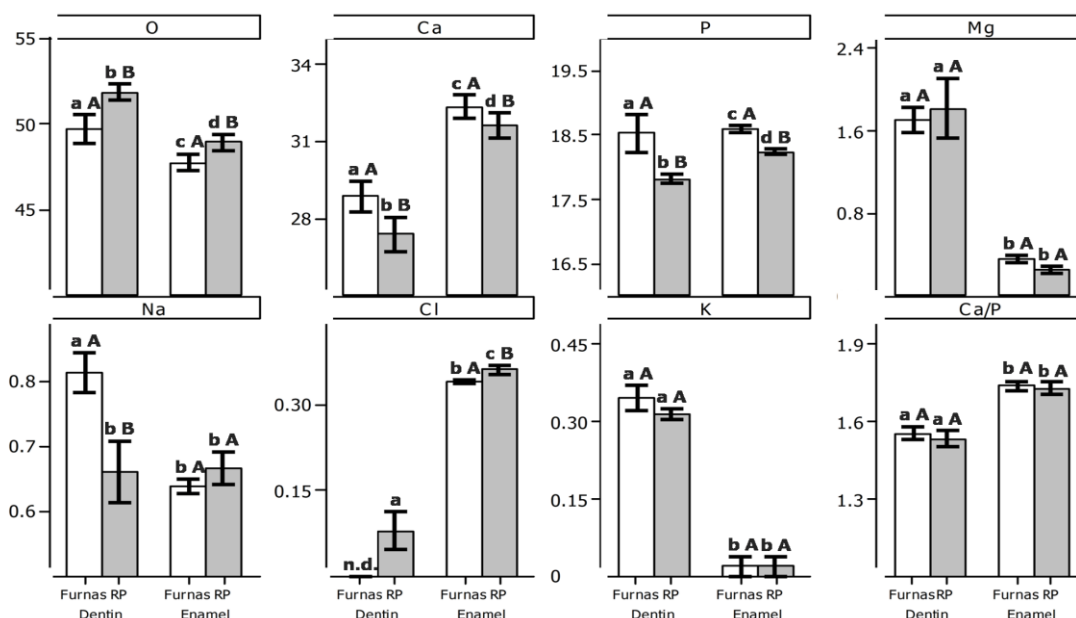 O
55
50
45
a A
b B
c A
d B
Ca
34
31
28
a A
b B
c A
d B
P
19.5
18.5
17.5
16.5
a A
b B
c A
d B
Mg
2.4
1.6
0.8
a A
a A
b A
b A
Na
0.8
0.7
0.6
a A
b B
b A
b A
Furnas RP Furnas RP
Dentin Enamel
Cl
0.30
0.15
n.d.
a
b A
c B
Furnas RP Furnas RP
Dentin Enamel
K
0.45
0.30
0.15
0
a A
a A
b A b A
Furnas RP Furnas RP
Dentin Enamel
Ca/P
1.9
1.6
1.3
a A a A
b A b A
Furnas RP Furnas RP
Dentin Enamel